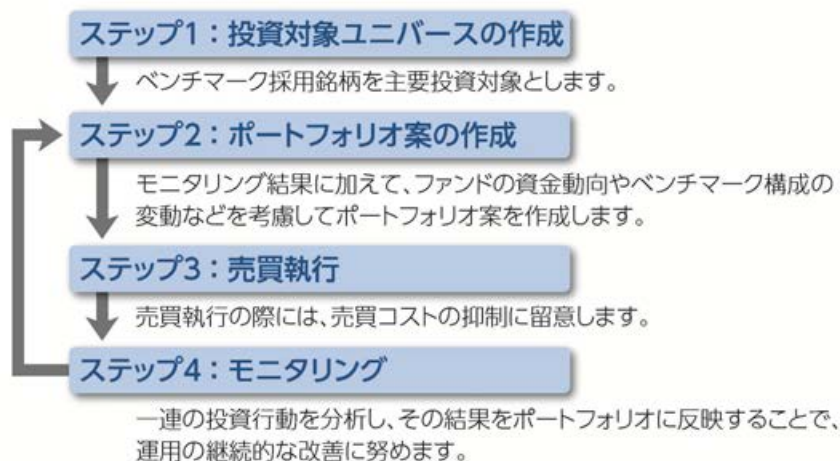 ステップ1：投資対象ユニバースの作成
ベンチマーク採用銘柄を主要投資対象とします。
ステップ2：ポートフォリオ案の作成
モニタリング結果に加えて、ファンドの資金動向やベンチマーク構成の
変動などを考慮してポートフォリオ案を作成します。
ステップ3：売買執行
売買執行の際には、売買コストの抑制に留意します。
ステップ4：モニタリング
一連の投資行動を分析し、その結果をポートフォリオに反映することで、
運用の継続的な改善に努めます。